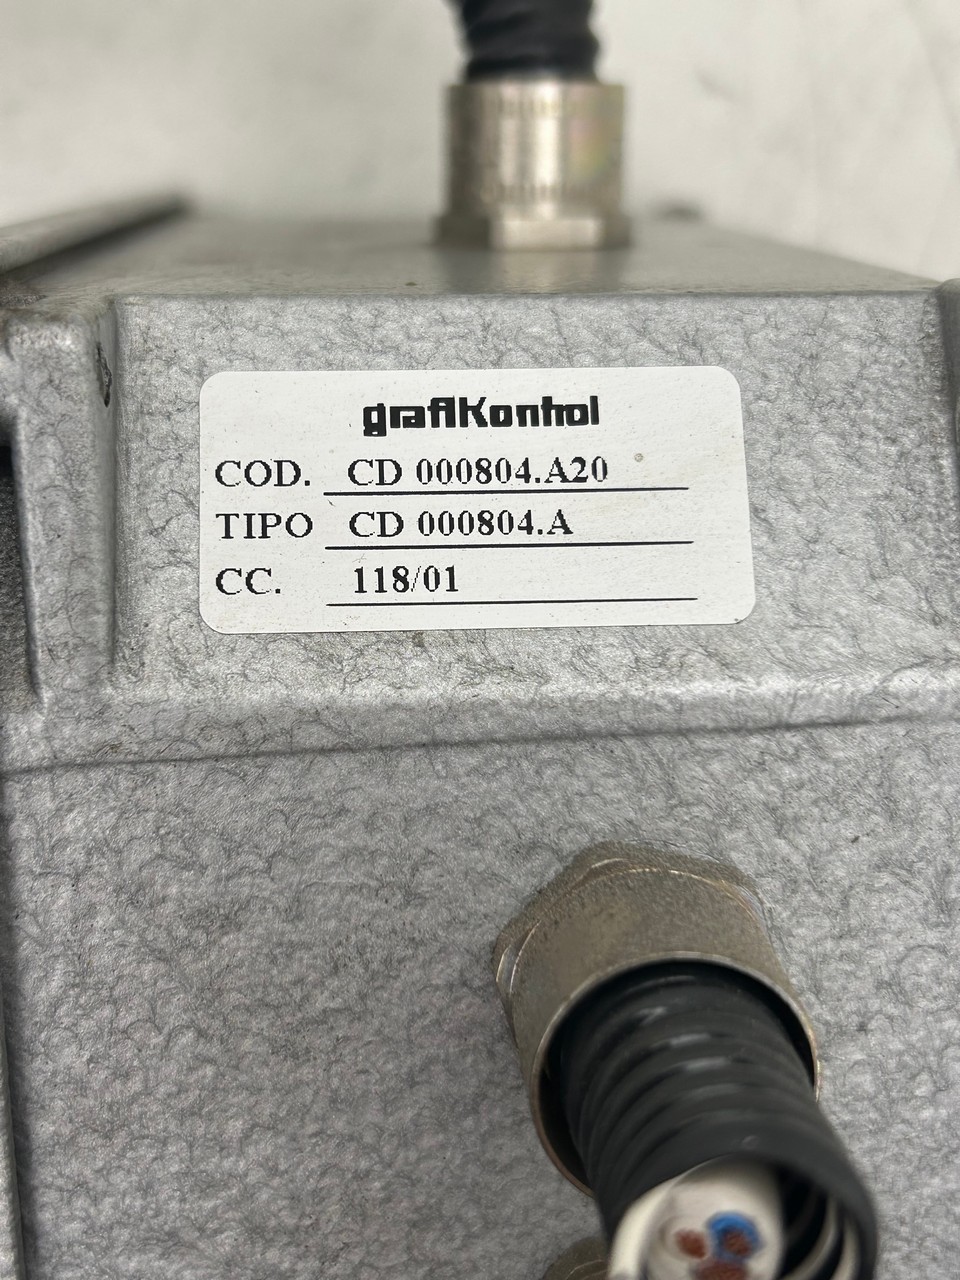 grafiKontrol
COD. CD 000804.A20
TIPO CD 000804.A
CC. 118/01